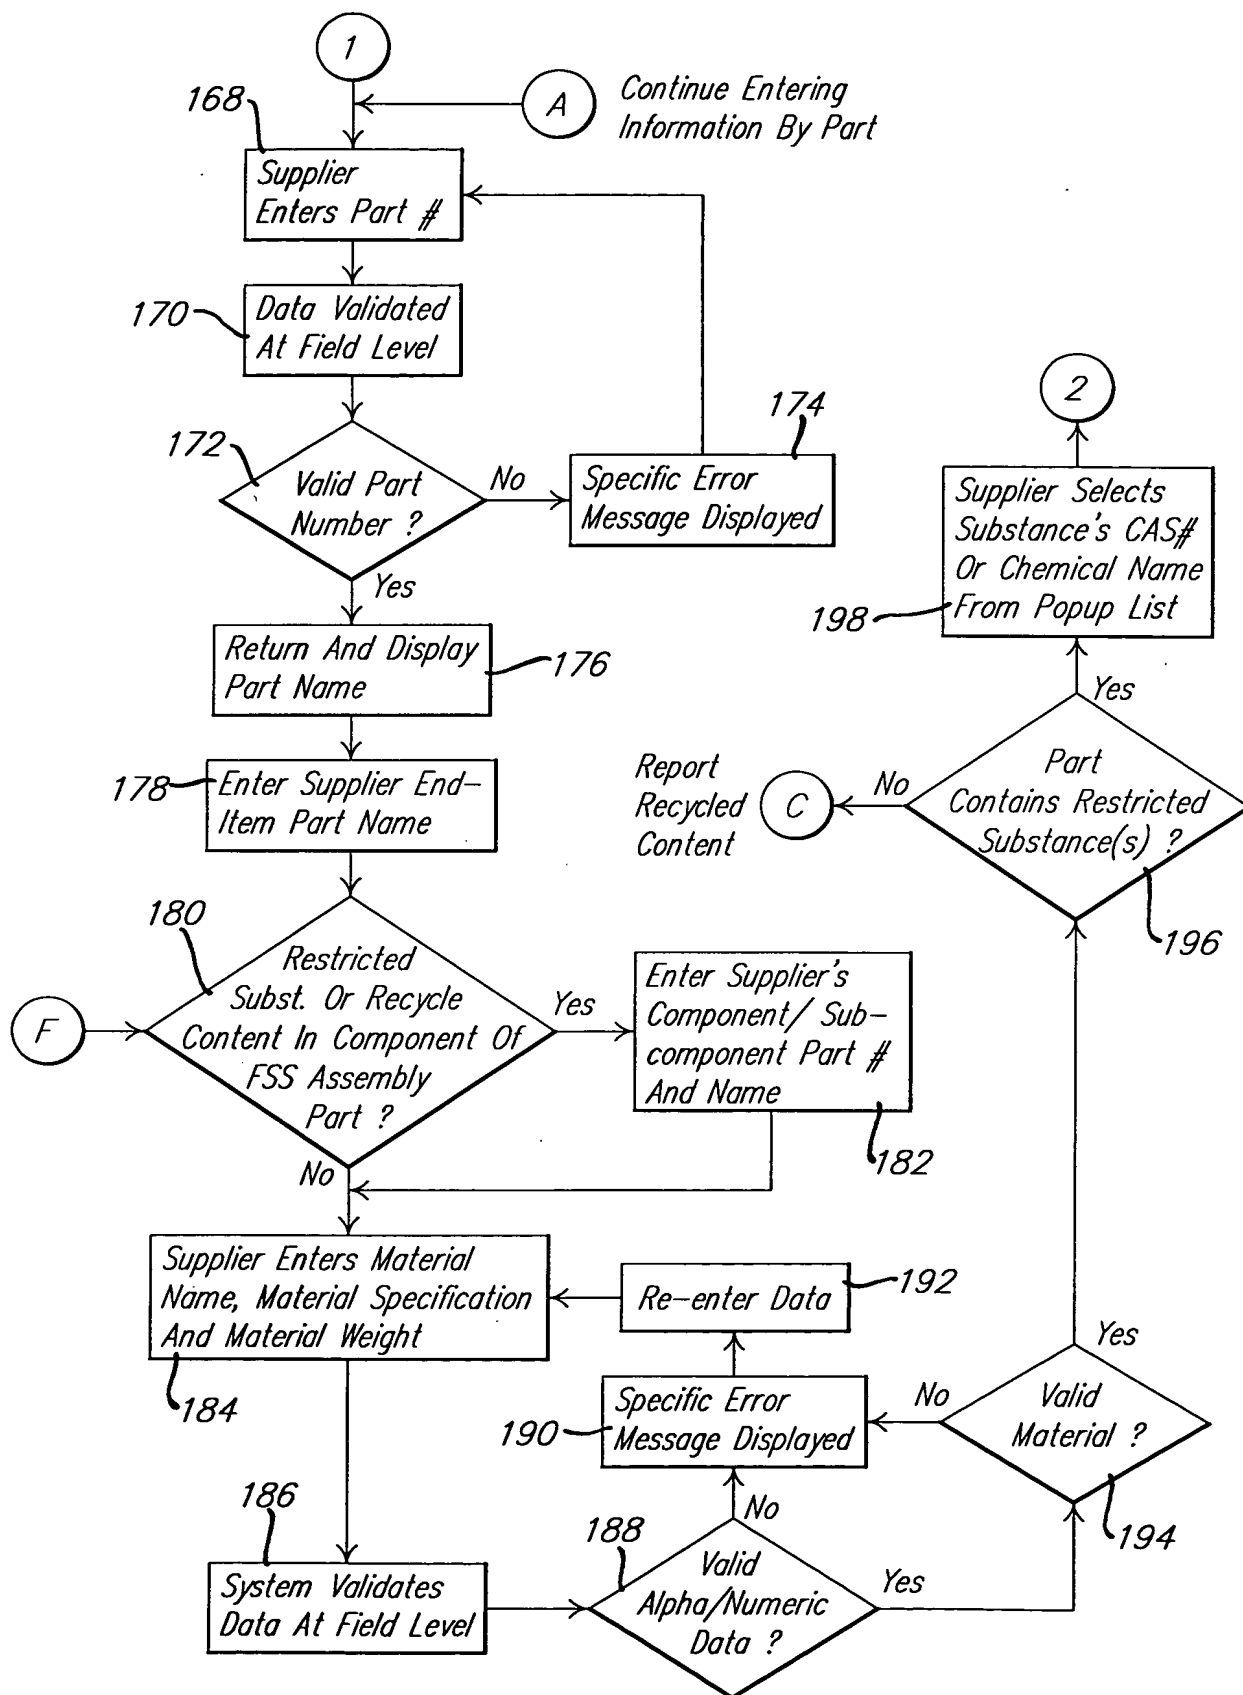 1
A
Continue Entering
Information By Part
168
Supplier
Enters Part #
170
Data Validated
At Field Level
172
Valid Part
Number ?
No
174
Specific Error
Message Displayed
Yes
Return And Display
Part Name
176
178
Enter Supplier End-
Item Part Name
180
Restricted
Subst. Or Recycle
Content In Component Of
FSS Assembly
Part ?
F
Yes
Enter Supplier's
Component/ Sub-
component Part #
And Name
182
No
Supplier Enters Material
Name, Material Specification
And Material Weight
184
Re-enter Data
192
Specific Error
Message Displayed
190
186
System Validates
Data At Field Level
188
Valid
Alpha/Numeric
Data ?
No
Yes
Valid
Material ?
194
No
Yes
Part
Contains Restricted
Substance(s) ?
196
No
C
Report
Recycled
Content
Yes
Supplier Selects
Substance's CAS#
Or Chemical Name
From Popup List
198
2